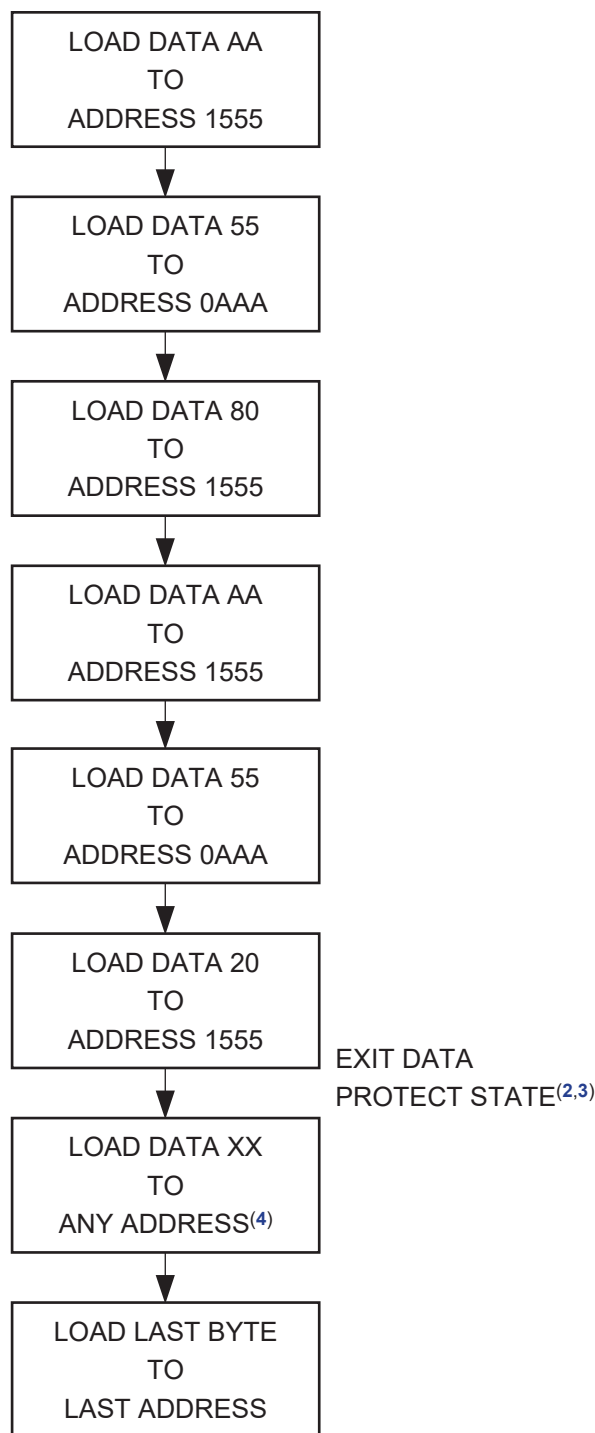 LOAD DATA AA
TO
ADDRESS 1555
LOAD DATA 55
TO
ADDRESS 0AAA
LOAD DATA 80
TO
ADDRESS 1555
LOAD DATA AA
TO
ADDRESS 1555
LOAD DATA 55
TO
ADDRESS 0AAA
LOAD DATA 20
TO
ADDRESS 1555
EXIT DATA
PROTECT STATE(2,3)
LOAD DATA XX
TO
ANY ADDRESS(4)
LOAD LAST BYTE
TO
LAST ADDRESS